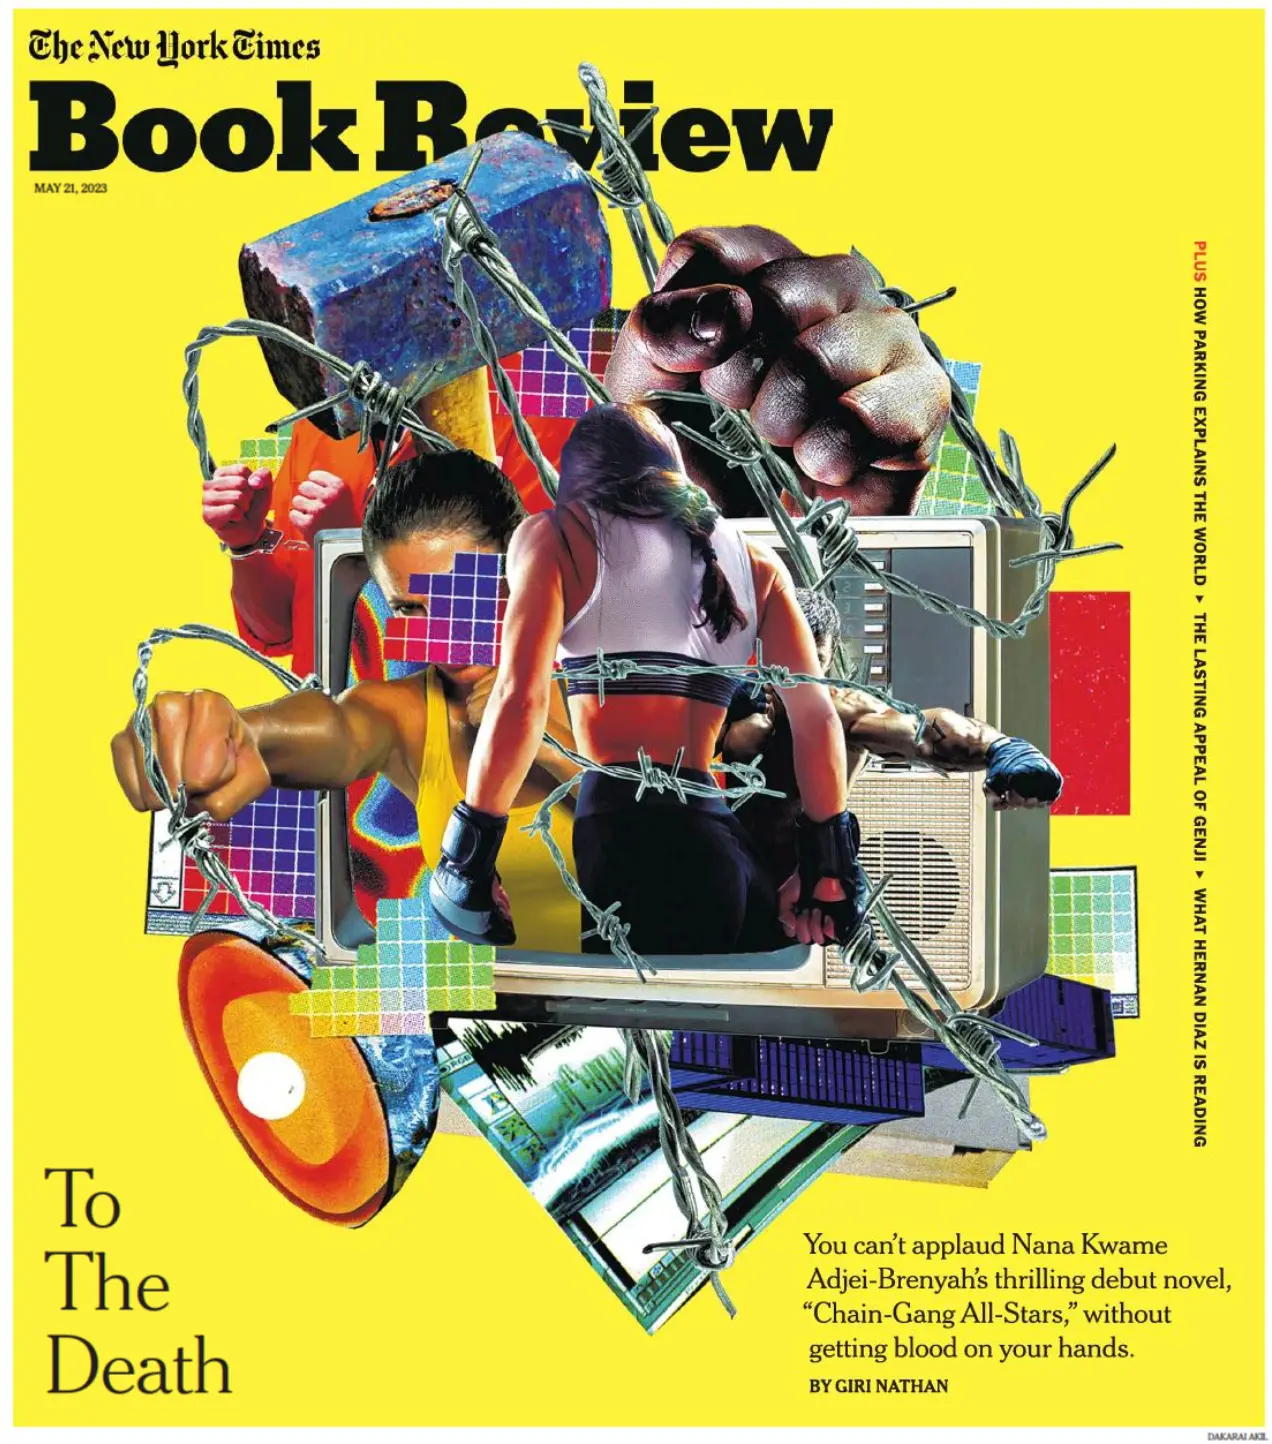 The New York Times
Book Review
MAY 21, 2023
PLUS HOW PARKING EXPLAINS THE WORLD ▸ THE LASTING APPEAL OF GENJI ▸ WHAT HERNAN DIAZ IS READING
To
The
Death
You can't applaud Nana Kwame
Adjei-Brenyah's thrilling debut novel,
“Chain-Gang All-Stars,” without
getting blood on your hands.
BY GIRI NATHAN
DAKARAI AKIL